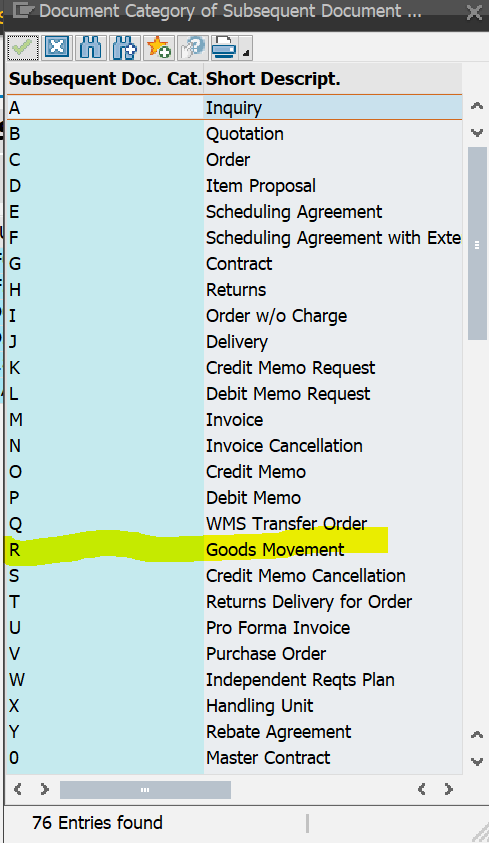 Document Category of Subsequent Document ...
Subsequent Doc. Cat. Short Descript.
A Inquiry
B Quotation
C Order
D Item Proposal
E Scheduling Agreement
F Scheduling Agreement with Exte
G Contract
H Returns
I Order w/o Charge
J Delivery
K Credit Memo Request
L Debit Memo Request
M Invoice
N Invoice Cancellation
O Credit Memo
P Debit Memo
Q WMS Transfer Order
R Goods Movement
S Credit Memo Cancellation
T Returns Delivery for Order
U Pro Forma Invoice
V Purchase Order
W Independent Reqts Plan
X Handling Unit
Y Rebate Agreement
0 Master Contract
76 Entries found